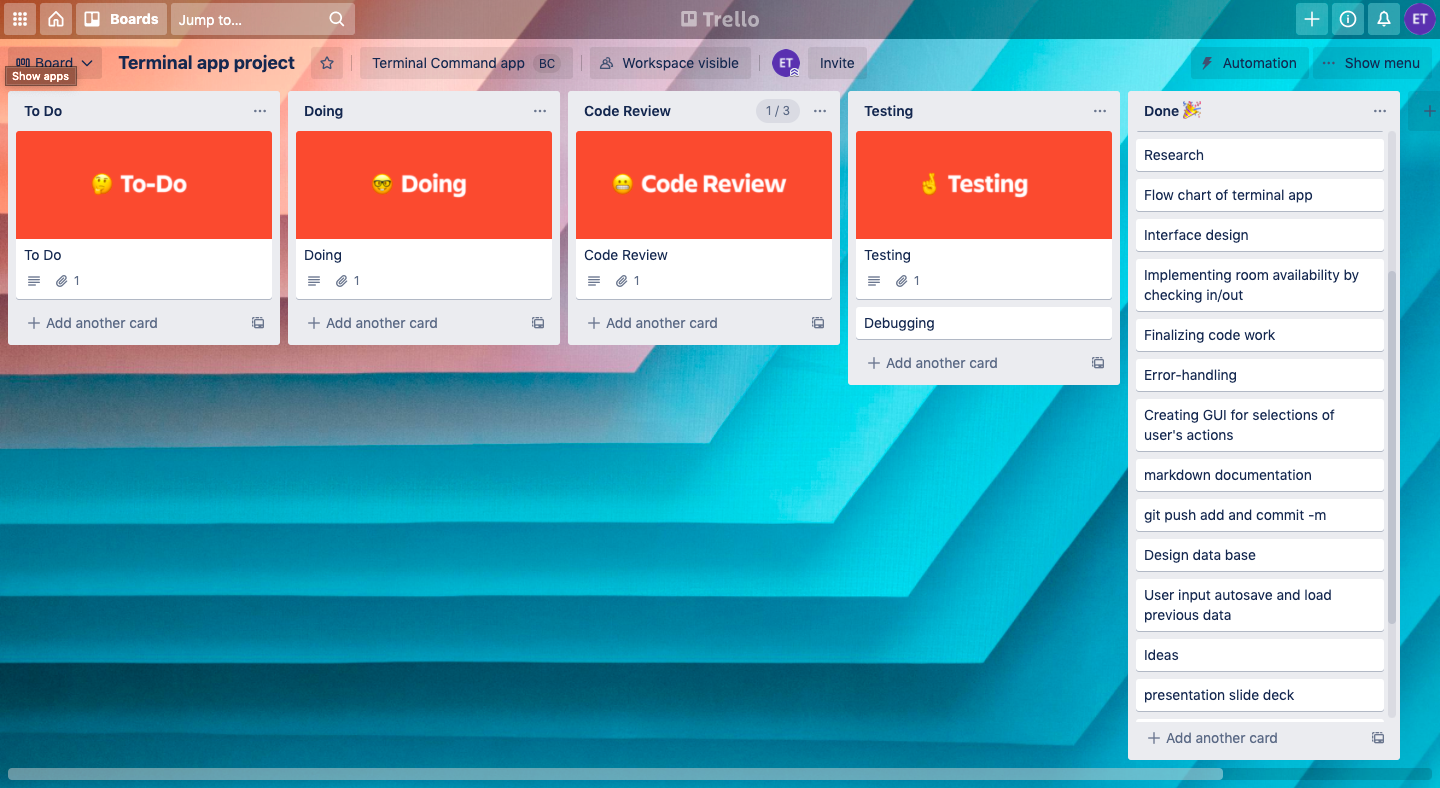 Boards
Jump to...
Trello
ET
Board
Show apps
Terminal app project
Terminal Command app
BC
Workspace visible
ET
Invite
Automation
Show menu
To Do
To-Do
To Do
1
Add another card
Doing
Doing
Doing
1
Add another card
Code Review
1 / 3
Code Review
Code Review
1
Add another card
Testing
Testing
Testing
1
Debugging
Add another card
Done 🎉
Research
Flow chart of terminal app
Interface design
Implementing room availability by
checking in/out
Finalizing code work
Error-handling
Creating GUI for selections of
user's actions
markdown documentation
git push add and commit -m
Design data base
User input autosave and load
previous data
Ideas
presentation slide deck
Add another card